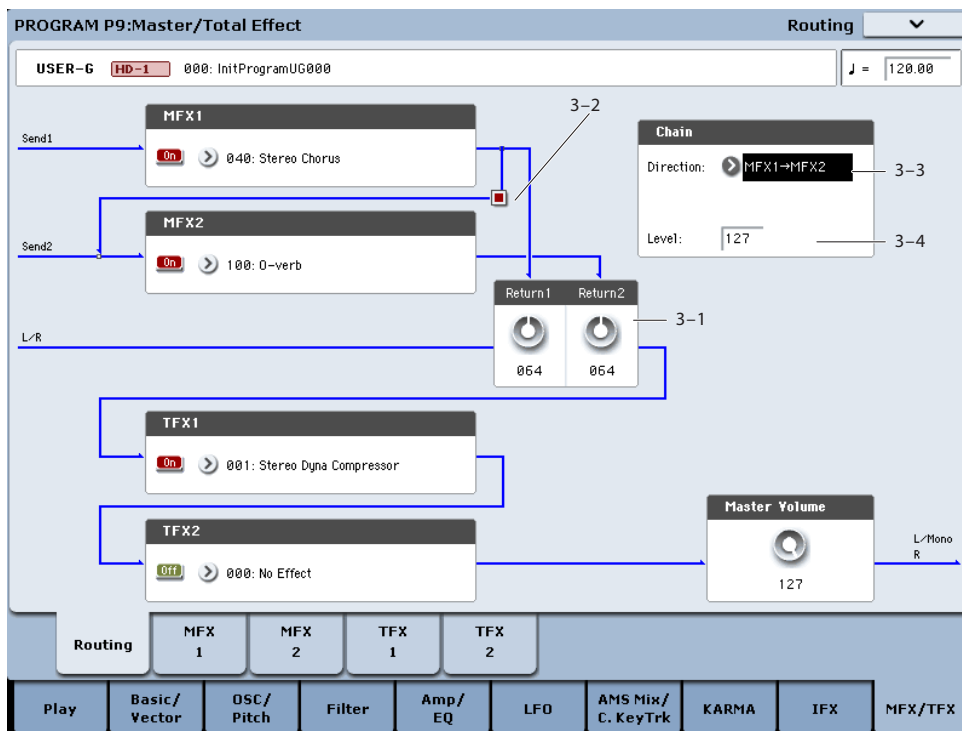 PROGRAM P9:Master/Total Effect
Routing
USER-G HD-1 000: InitProgramUG000
♩ = 120.00
MFX1
3-2
Chain
Send1
On 040: Stereo Chorus
Direction: MFX1→MFX2
3-3
MFX2
Send2
Level: 127
3-4
On 100: O-verb
Return1 Return2
3-1
L/R
064 064
TFX1
On 001: Stereo Dyna Compressor
Master Volume
TFX2
L/Mono
R
Off 000: No Effect
127
Routing
MFX
1
MFX
2
TFX
1
TFX
2
Play
Basic/
Vector
OSC/
Pitch
Filter
Amp/
EQ
LFO
AMS Mix/
C. KeyTrk
KARMA
IFX
MFX/TFX